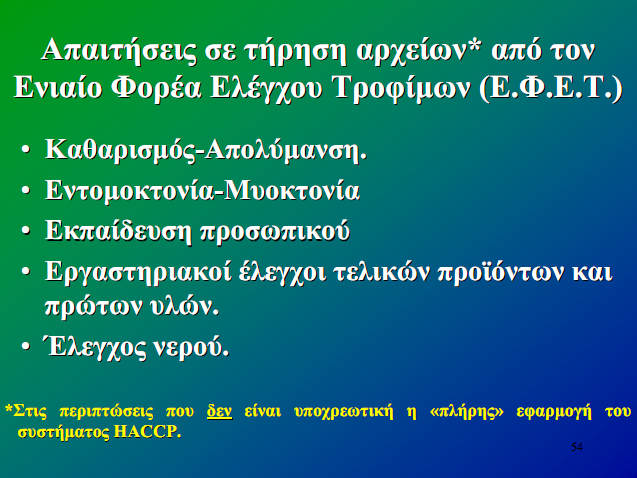 Απαιτήσεις σε τήρηση αρχείων* από τον
Ενιαίο Φορέα Ελέγχου Τροφίμων (Ε.Φ.Ε.Τ.)
• Καθαρισμός-Απολύμανση.
• Εντομοκτονία-Μυοκτονία
• Εκπαίδευση προσωπικού
• Εργαστηριακοί έλεγχοι τελικών προϊόντων και
πρώτων υλών.
• Έλεγχος νερού.
*Στις περιπτώσεις που δεν είναι υποχρεωτική η «πλήρης» εφαρμογή του
συστήματος HACCP.
54